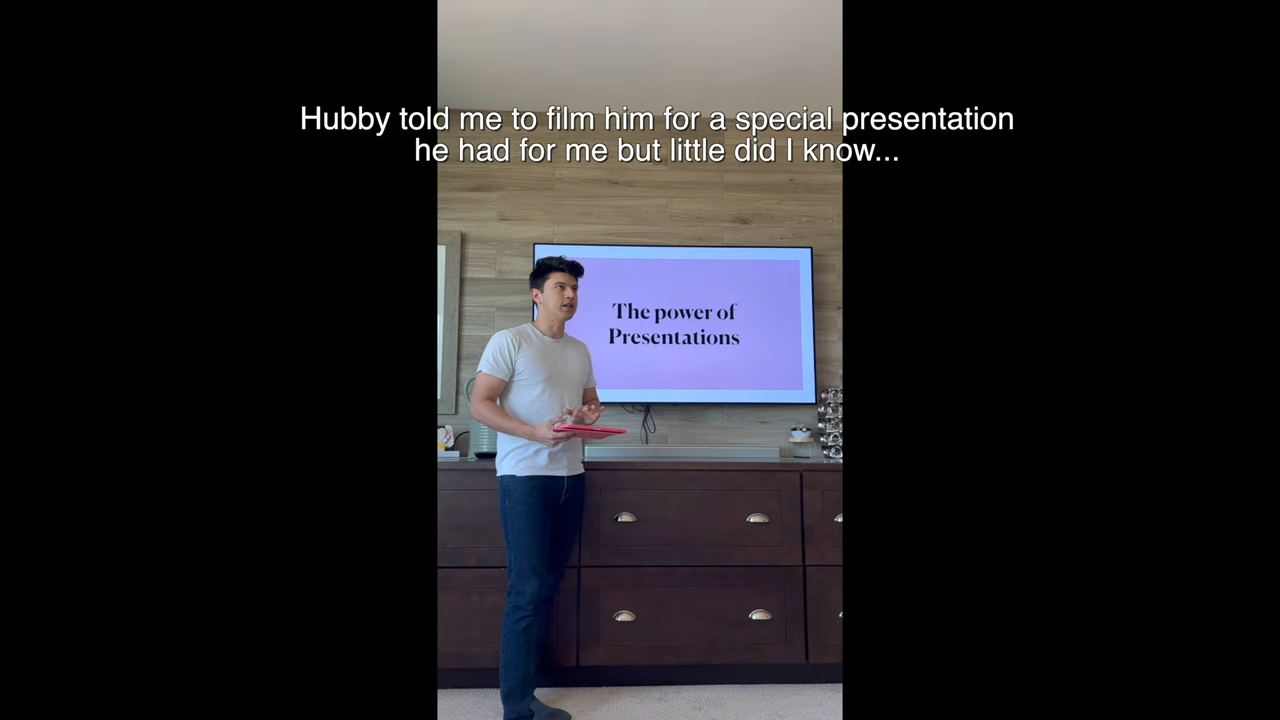 Hubby told me to film him for a special presentation
he had for me but little did I know...
The power of
Presentations